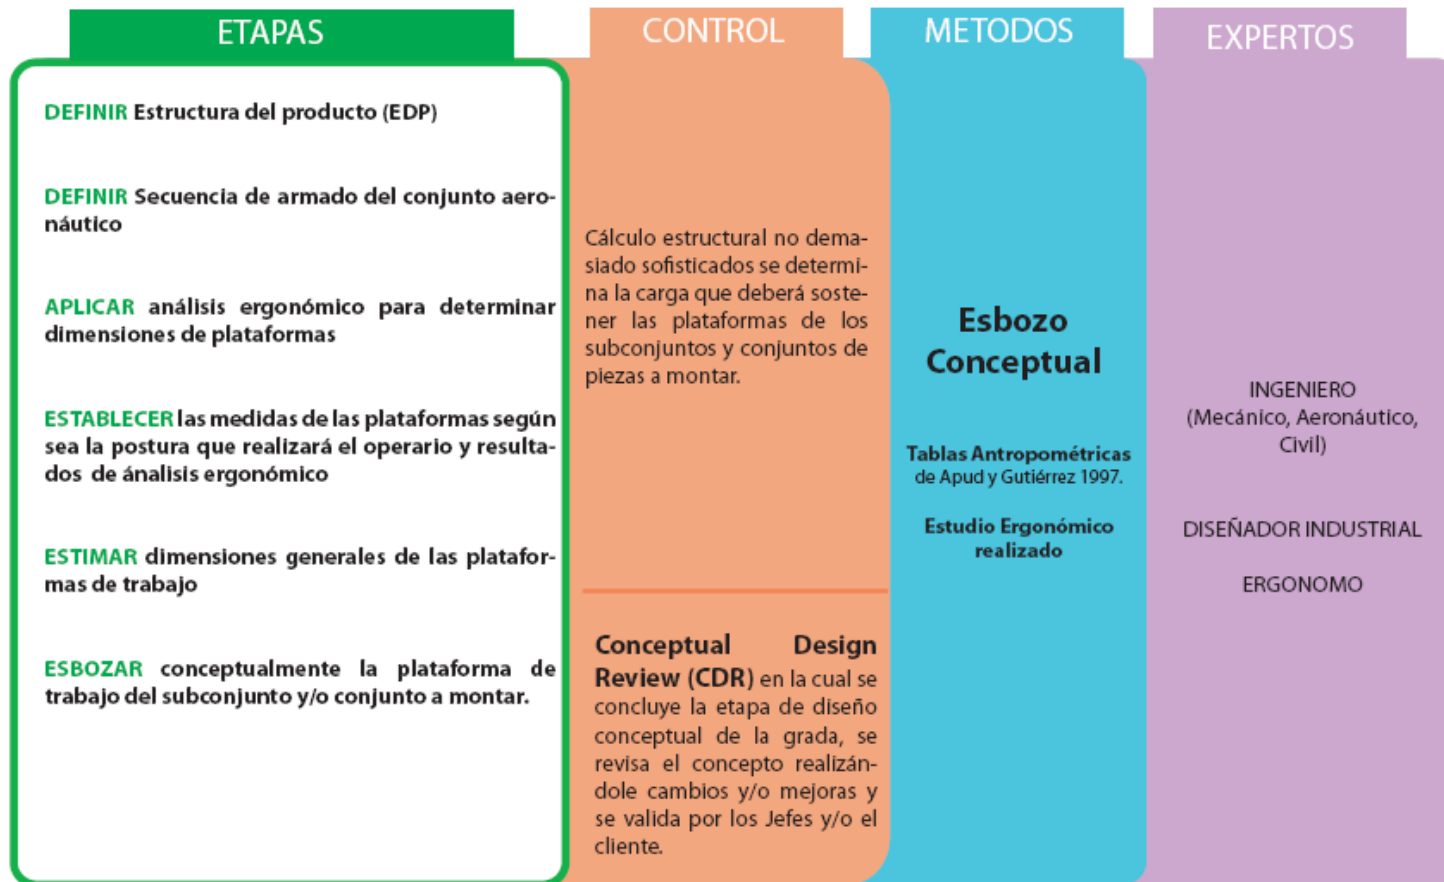 ETAPAS
DEFINIR Estructura del producto (EDP)
DEFINIR Secuencia de armado del conjunto aero-
náutico
APLICAR análisis ergonómico para determinar
dimensiones de plataformas
ESTABLECER las medidas de las plataformas según
sea la postura que realizará el operario y resulta-
dos de ánalisis ergonómico
ESTIMAR dimensiones generales de las platafor-
mas de trabajo
ESBOZAR conceptualmente la plataforma de
trabajo del subconjunto y/o conjunto a montar.
CONTROL
Cálculo estructural no dema-
siado sofisticados se determi-
na la carga que deberá soste-
ner las plataformas de los
subconjuntos y conjuntos de
piezas a montar.
Conceptual Design
Review (CDR) en la cual se
concluye la etapa de diseño
conceptual de la grada, se
revisa el concepto realizán-
dole cambios y/o mejoras y
se valida por los Jefes y/o el
cliente.
METODOS
Esbozo
Conceptual
Tablas Antropométricas
de Apud y Gutiérrez 1997.
Estudio Ergonómico
realizado
EXPERTOS
INGENIERO
(Mecánico, Aeronáutico,
Civil)
DISEÑADOR INDUSTRIAL
ERGONOMO